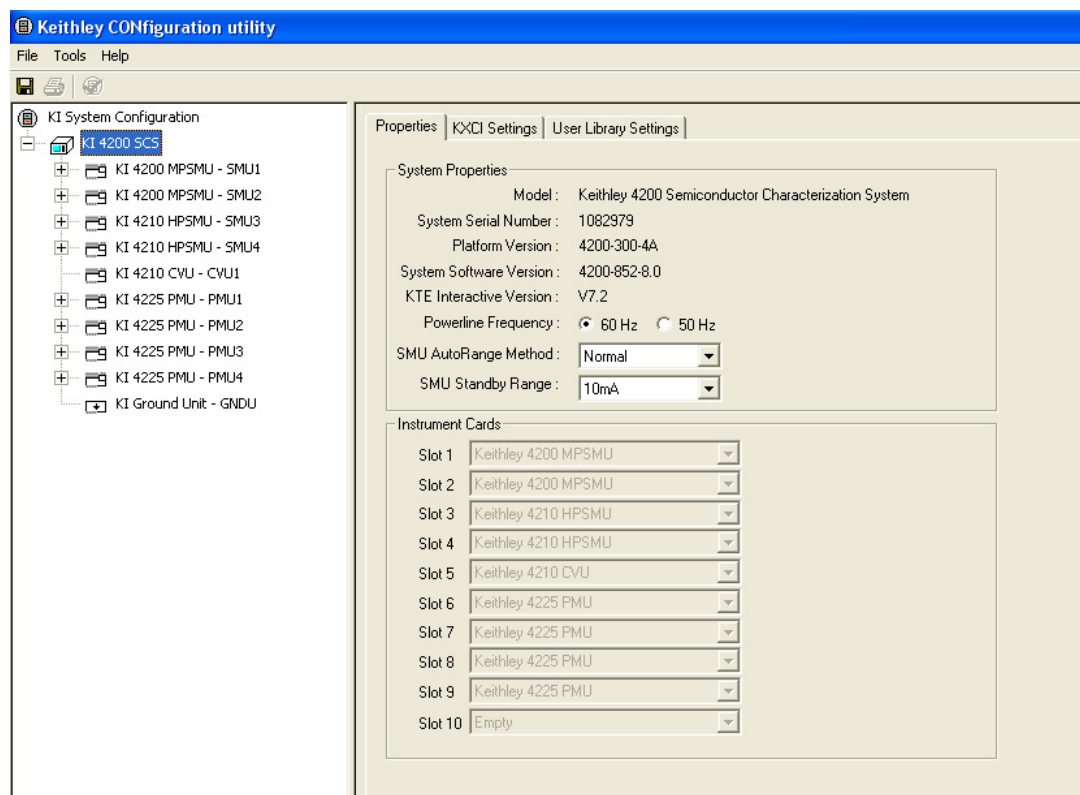 Keithley CONfiguration utility
File Tools Help
KI System Configuration
KI 4200 SCS
KI 4200 MPSMU - SMU1
KI 4200 MPSMU - SMU2
KI 4210 HPSMU - SMU3
KI 4210 HPSMU - SMU4
KI 4210 CVU - CVU1
KI 4225 PMU - PMU1
KI 4225 PMU - PMU2
KI 4225 PMU - PMU3
KI 4225 PMU - PMU4
KI Ground Unit - GNDU
Properties KXCI Settings User Library Settings
System Properties
Model : Keithley 4200 Semiconductor Characterization System
System Serial Number : 1082979
Platform Version : 4200-300-4A
System Software Version : 4200-852-8.0
KTE Interactive Version : V7.2
Powerline Frequency : 60 Hz 50 Hz
SMU AutoRange Method : Normal
SMU Standby Range : 10mA
Instrument Cards
Slot 1 Keithley 4200 MPSMU
Slot 2 Keithley 4200 MPSMU
Slot 3 Keithley 4210 HPSMU
Slot 4 Keithley 4210 HPSMU
Slot 5 Keithley 4210 CVU
Slot 6 Keithley 4225 PMU
Slot 7 Keithley 4225 PMU
Slot 8 Keithley 4225 PMU
Slot 9 Keithley 4225 PMU
Slot 10 Empty